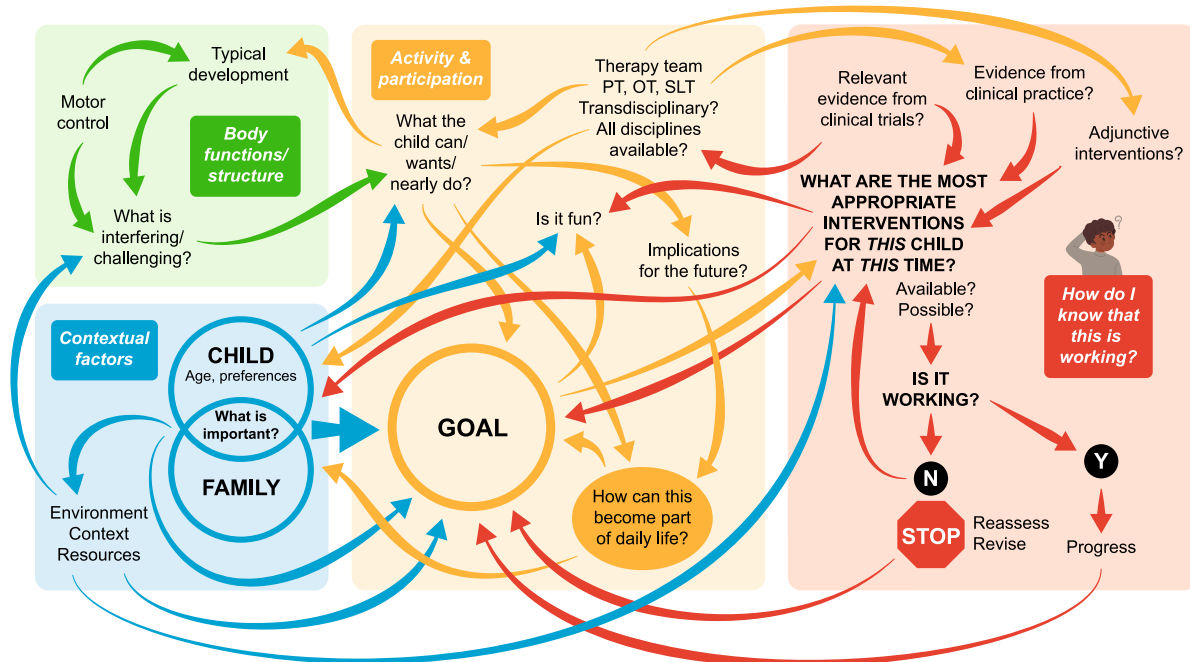 Typical
development
Motor
control
Body
functions/
structure
What is
interfering/
challenging?
Contextual
factors
CHILD
Age, preferences
What is
important?
FAMILY
Environment
Context
Resources
Activity &
participation
Therapy team
PT, OT, SLT
Transdisciplinary?
All disciplines
available?
What the
child can/
wants/
nearly do?
Is it fun?
Implications
for the future?
GOAL
How can this
become part
of daily life?
Relevant
evidence from
clinical trials?
Evidence from
clinical practice?
Adjunctive
interventions?
WHAT ARE THE MOST
APPROPRIATE
INTERVENTIONS
FOR THIS CHILD
AT THIS TIME?
Available?
Possible?
?
How do I
know that
this is
working?
IS IT
WORKING?
N
Y
STOP
Reassess
Revise
Progress